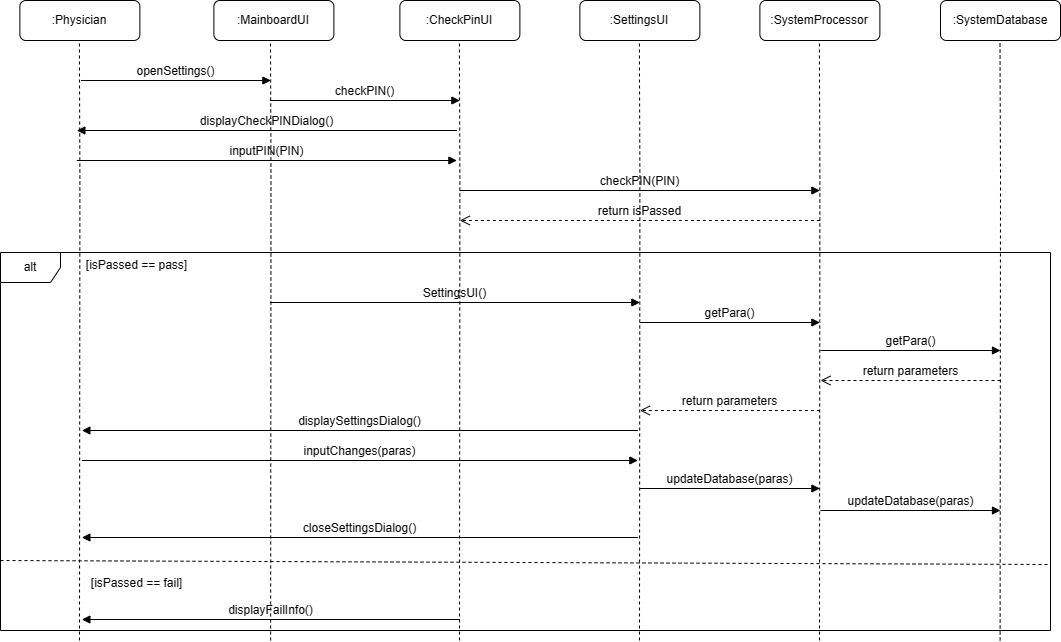 :Physician
:MainboardUI
:CheckPinUI
:SettingsUI
:SystemProcessor
:SystemDatabase
openSettings()
checkPIN()
displayCheckPINDialog()
inputPIN(PIN)
checkPIN(PIN)
return isPassed
alt
[isPassed == pass]
SettingsUI()
getPara()
getPara()
return parameters
return parameters
displaySettingsDialog()
inputChanges(paras)
updateDatabase(paras)
updateDatabase(paras)
closeSettingsDialog()
[isPassed == fail]
displayFailInfo()